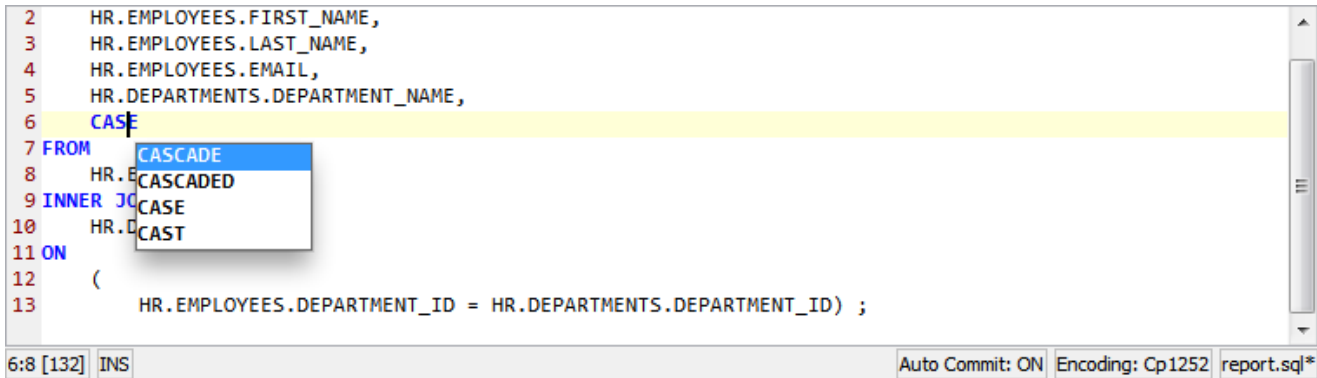 2 HR.EMPLOYEES.FIRST_NAME,
3 HR.EMPLOYEES.LAST_NAME,
4 HR.EMPLOYEES.EMAIL,
5 HR.DEPARTMENTS.DEPARTMENT_NAME,
6 CASE
7 FROM
CASCADE
8 HR.E
CASCADED
9 INNER JO
CASE
10 HR.D
CAST
11 ON
12 (
13 HR.EMPLOYEES.DEPARTMENT_ID = HR.DEPARTMENTS.DEPARTMENT_ID) ;
6:8 [132] INS Auto Commit: ON Encoding: Cp1252 report.sql*